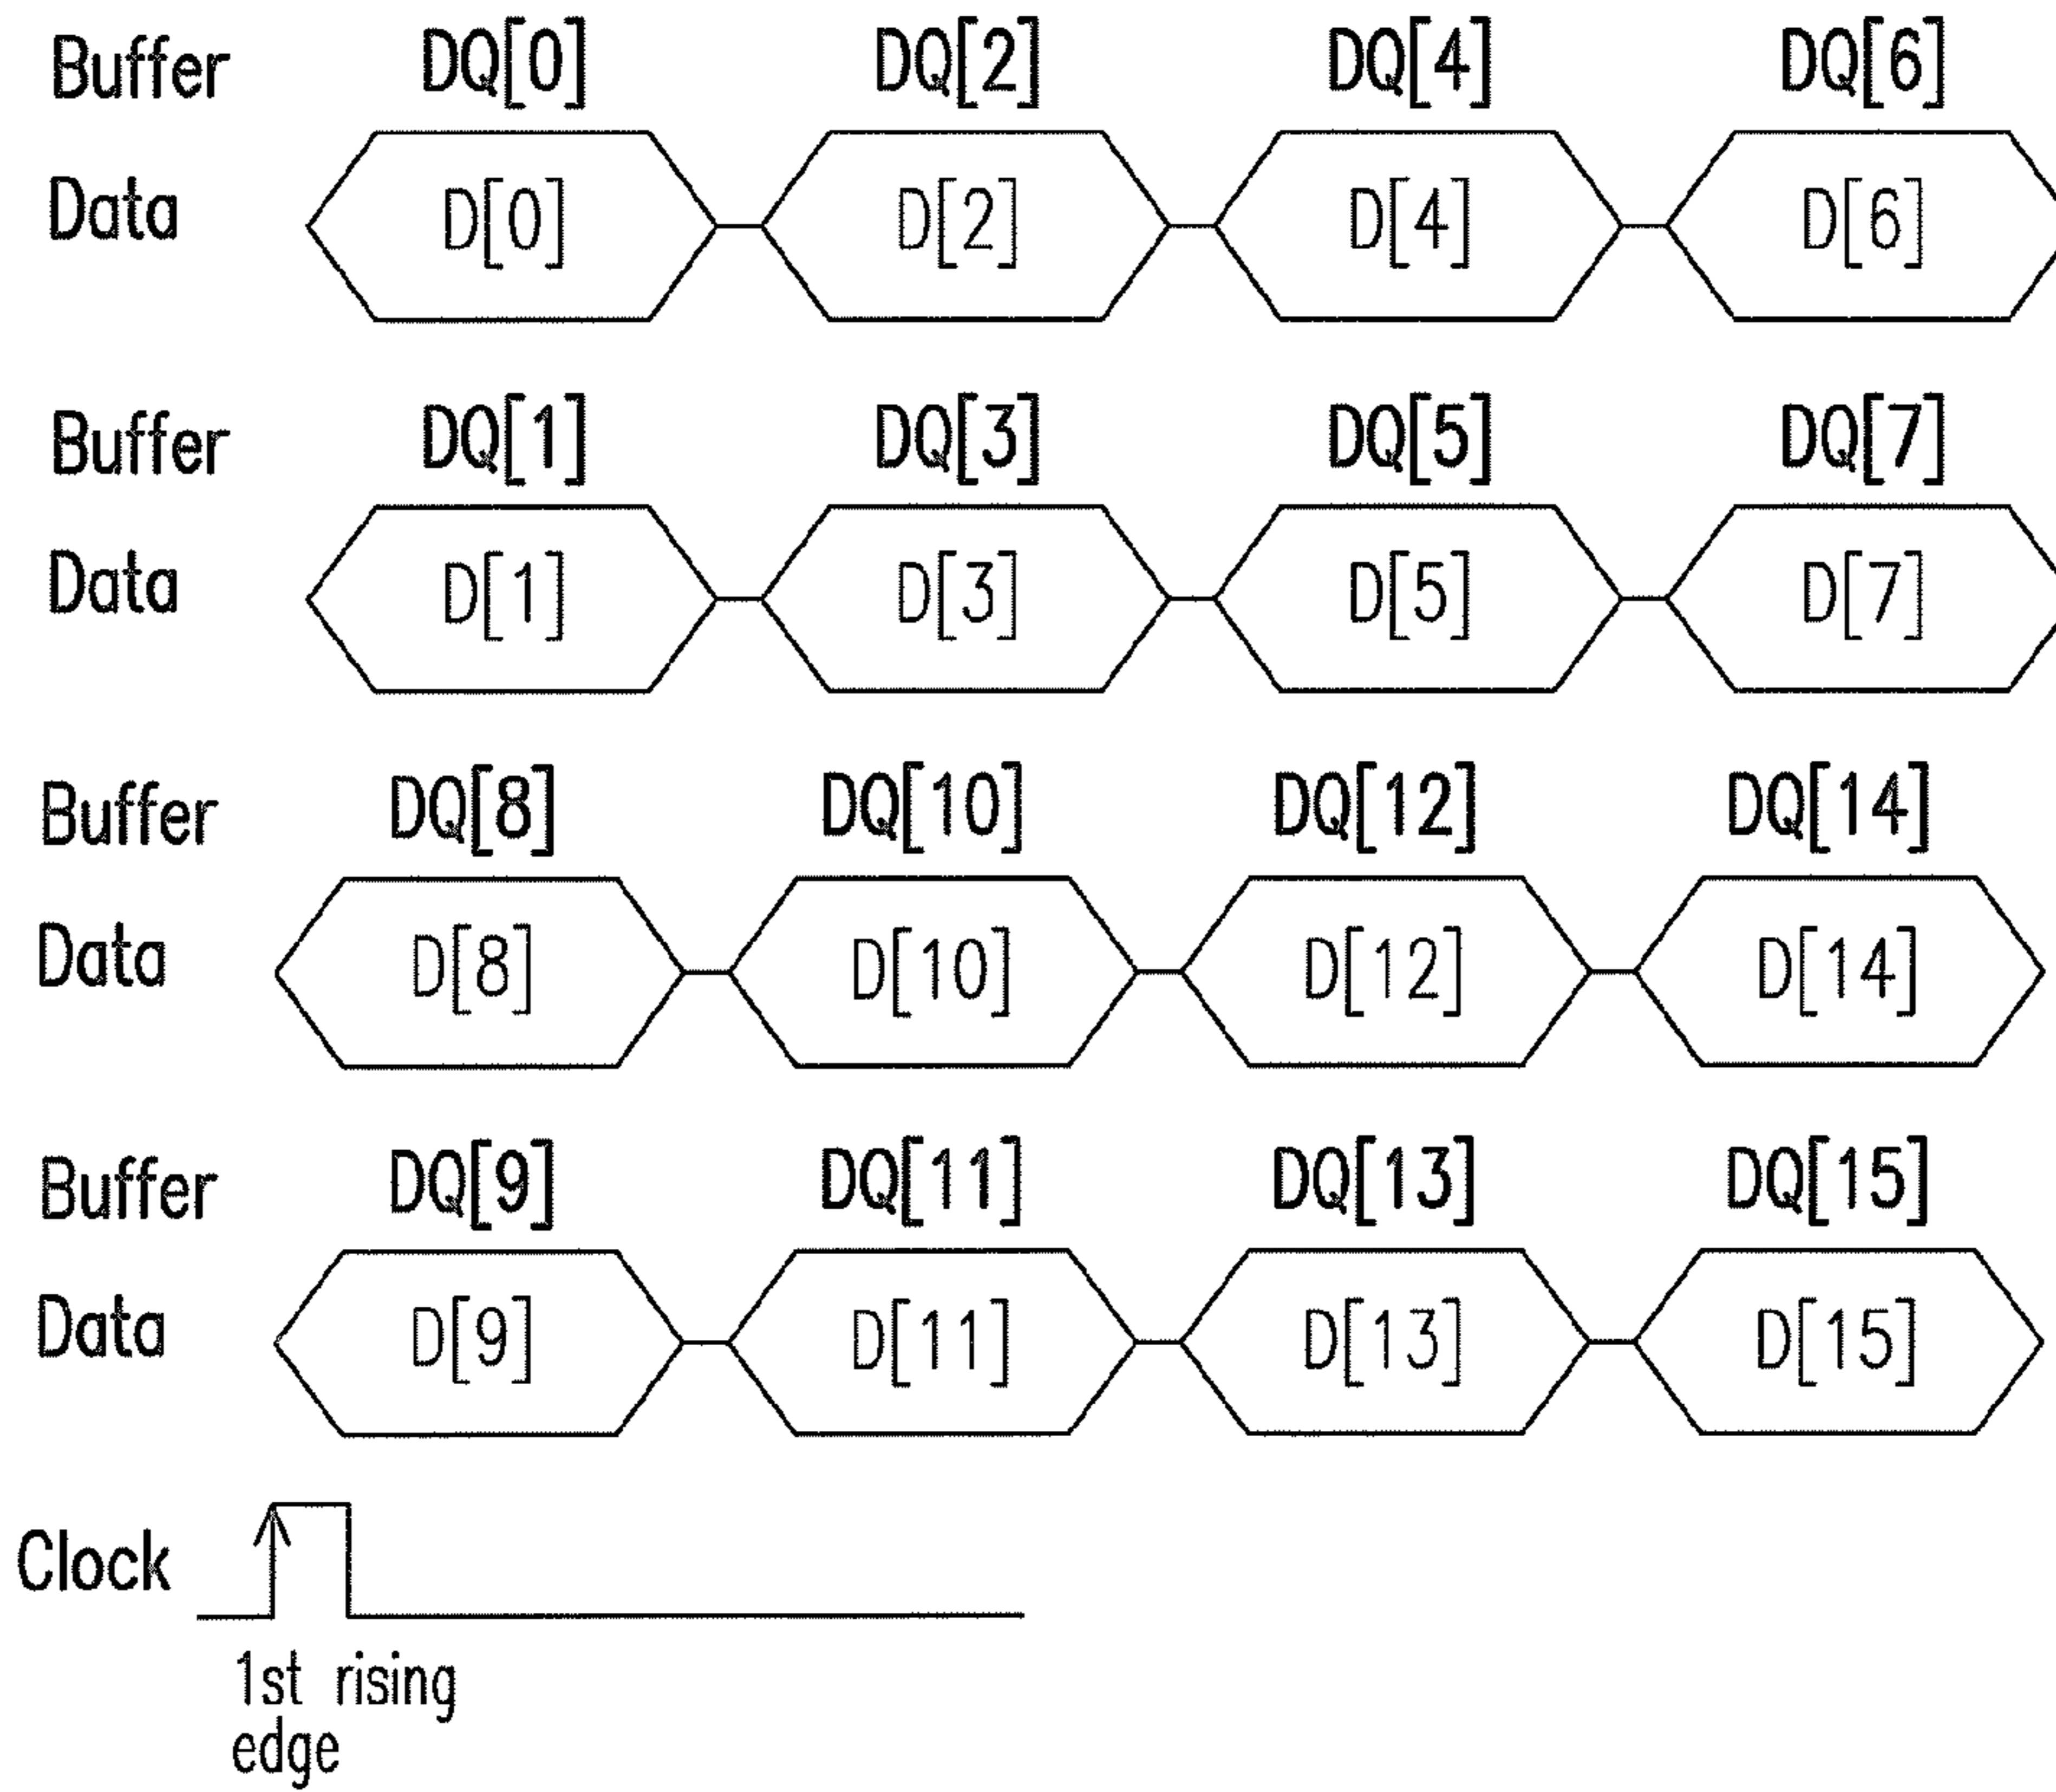 Buffer DQ[0] DQ[2] DQ[4] DQ[6]
Data D[0] D[2] D[4] D[6]
Buffer DQ[1] DQ[3] DQ[5] DQ[7]
Data D[1] D[3] D[5] D[7]
Buffer DQ[8] DQ[10] DQ[12] DQ[14]
Data D[8] D[10] D[12] D[14]
Buffer DQ[9] DQ[11] DQ[13] DQ[15]
Data D[9] D[11] D[13] D[15]
Clock
1st rising
edge